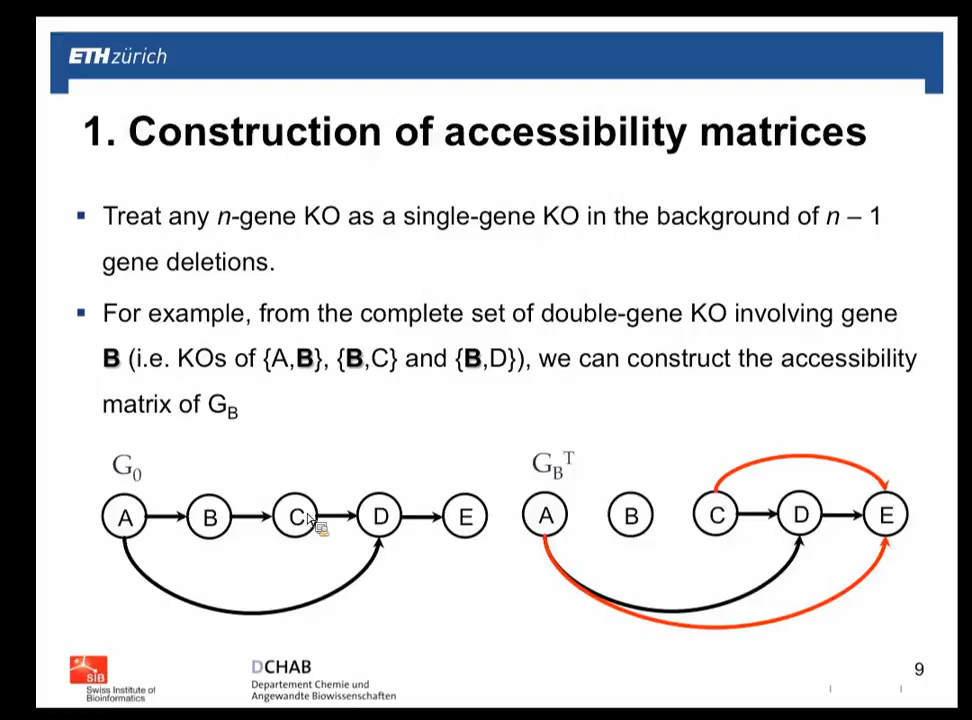 ETH zürich
1. Construction of accessibility matrices
▪ Treat any n-gene KO as a single-gene KO in the background of n – 1
gene deletions.
▪ For example, from the complete set of double-gene KO involving gene
B (i.e. KOs of {A,B}, {B,C} and {B,D}), we can construct the accessibility
matrix of G_B
G_0
G_B^T
A B C D E
A B C D E
SIB
Swiss Institute of
Bioinformatics
DCHAB
Departement Chemie und
Angewandte Biowissenschaften
9